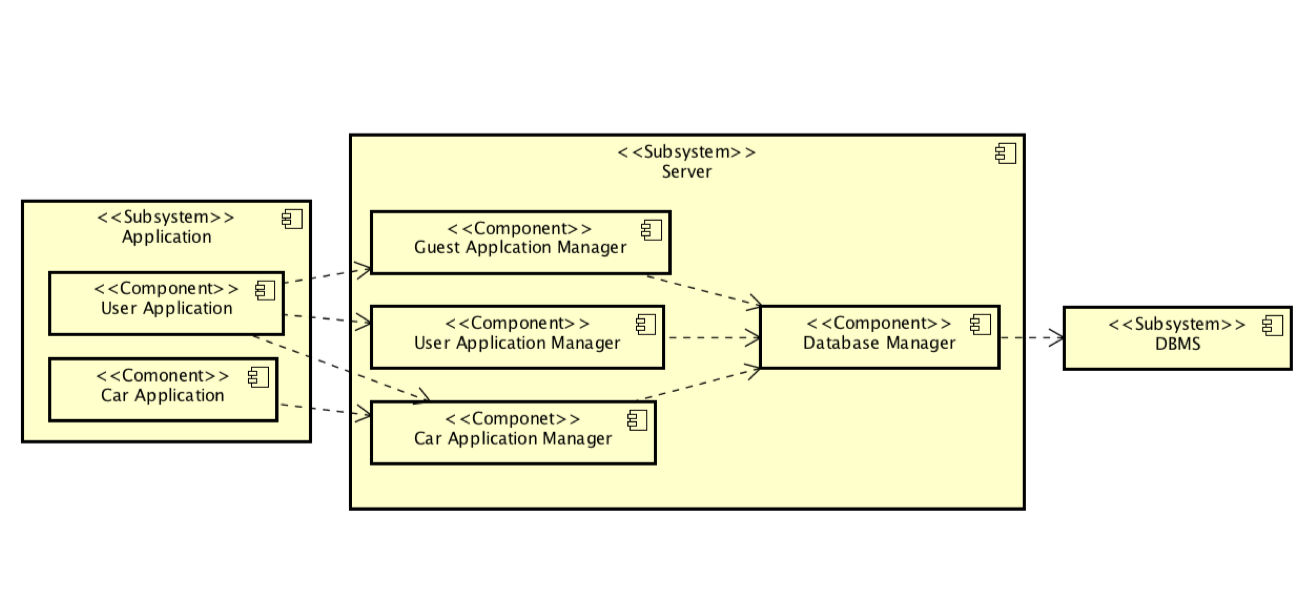 <<Subsystem>>
Application
<<Component>>
User Application
<<Comonent>>
Car Application
<<Subsystem>>
Server
<<Component>>
Guest Applcation Manager
<<Component>>
User Application Manager
<<Componet>>
Car Application Manager
<<Component>>
Database Manager
<<Subsystem>>
DBMS